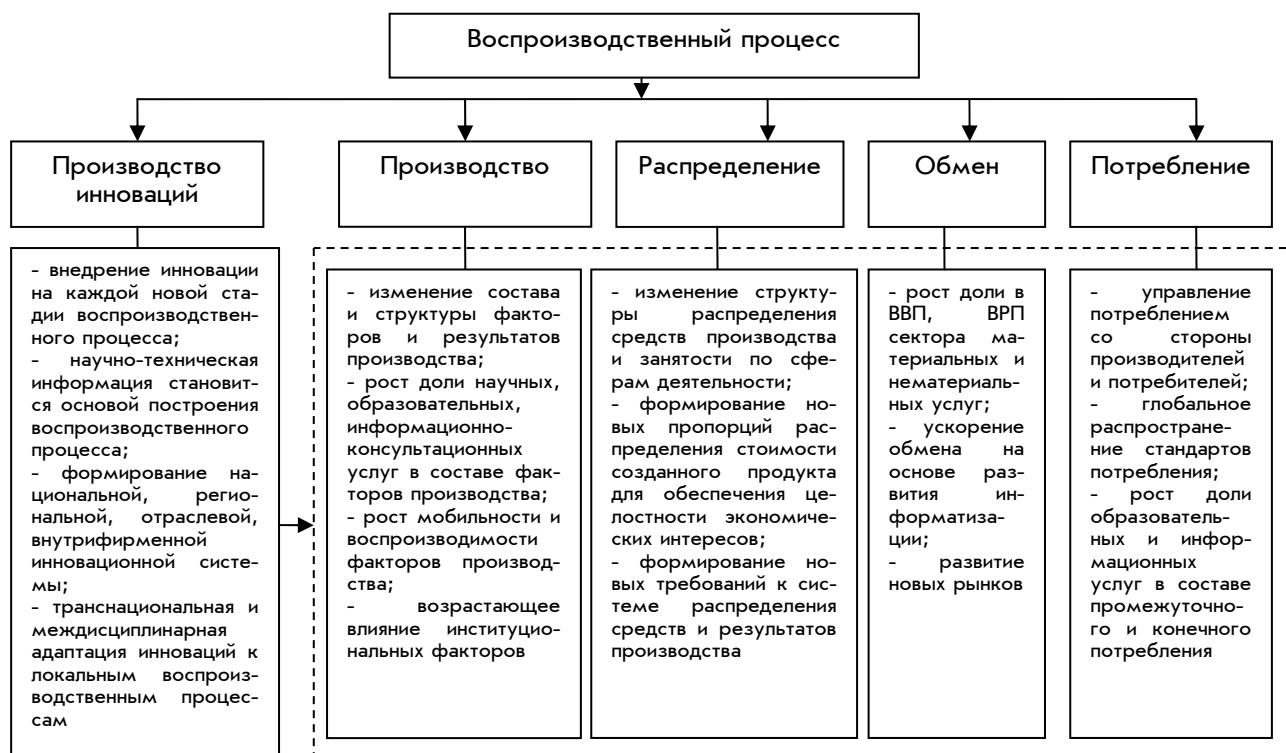 Воспроизводственный процесс
Производство
инноваций
Производство
Распределение
Обмен
Потребление
- внедрение инновации
на каждой новой ста-
дии воспроизводствен-
ного процесса;
- научно-техническая
информация становит-
ся основой построения
воспроизводственного
процесса;
- формирование на-
циональной, регио-
нальной, отраслевой,
внутрифирменной
инновационной систе-
мы;
- транснациональная и
междисциплинарная
адаптация инноваций к
локальным воспроиз-
водственным процес-
сам
- изменение состава
и структуры факто-
ров и результатов
производства;
- рост доли научных,
образовательных,
информационно-
консультационных
услуг в составе фак-
торов производства;
- рост мобильности и
воспроизводимости
факторов производ-
ства;
- возрастающее
влияние институцио-
нальных факторов
- изменение структу-
ры распределения
средств производства
и занятости по сфе-
рам деятельности;
- формирование но-
вых пропорций рас-
пределения стоимости
созданного продукта
для обеспечения це-
лостности экономиче-
ских интересов;
- формирование но-
вых требований к сис-
теме распределения
средств и результатов
производства
- рост доли в
ВВП, ВРП
сектора ма-
териальных и
нематериаль-
ных услуг;
- ускорение
обмена на
основе раз-
вития ин-
форматиза-
ции;
- развитие
новых рынков
- управление
потреблением
со стороны
производителей
и потребителей;
- глобальное
распростране-
ние стандартов
потребления;
- рост доли
образователь-
ных и инфор-
мационных
услуг в составе
промежуточно-
го и конечного
потребления